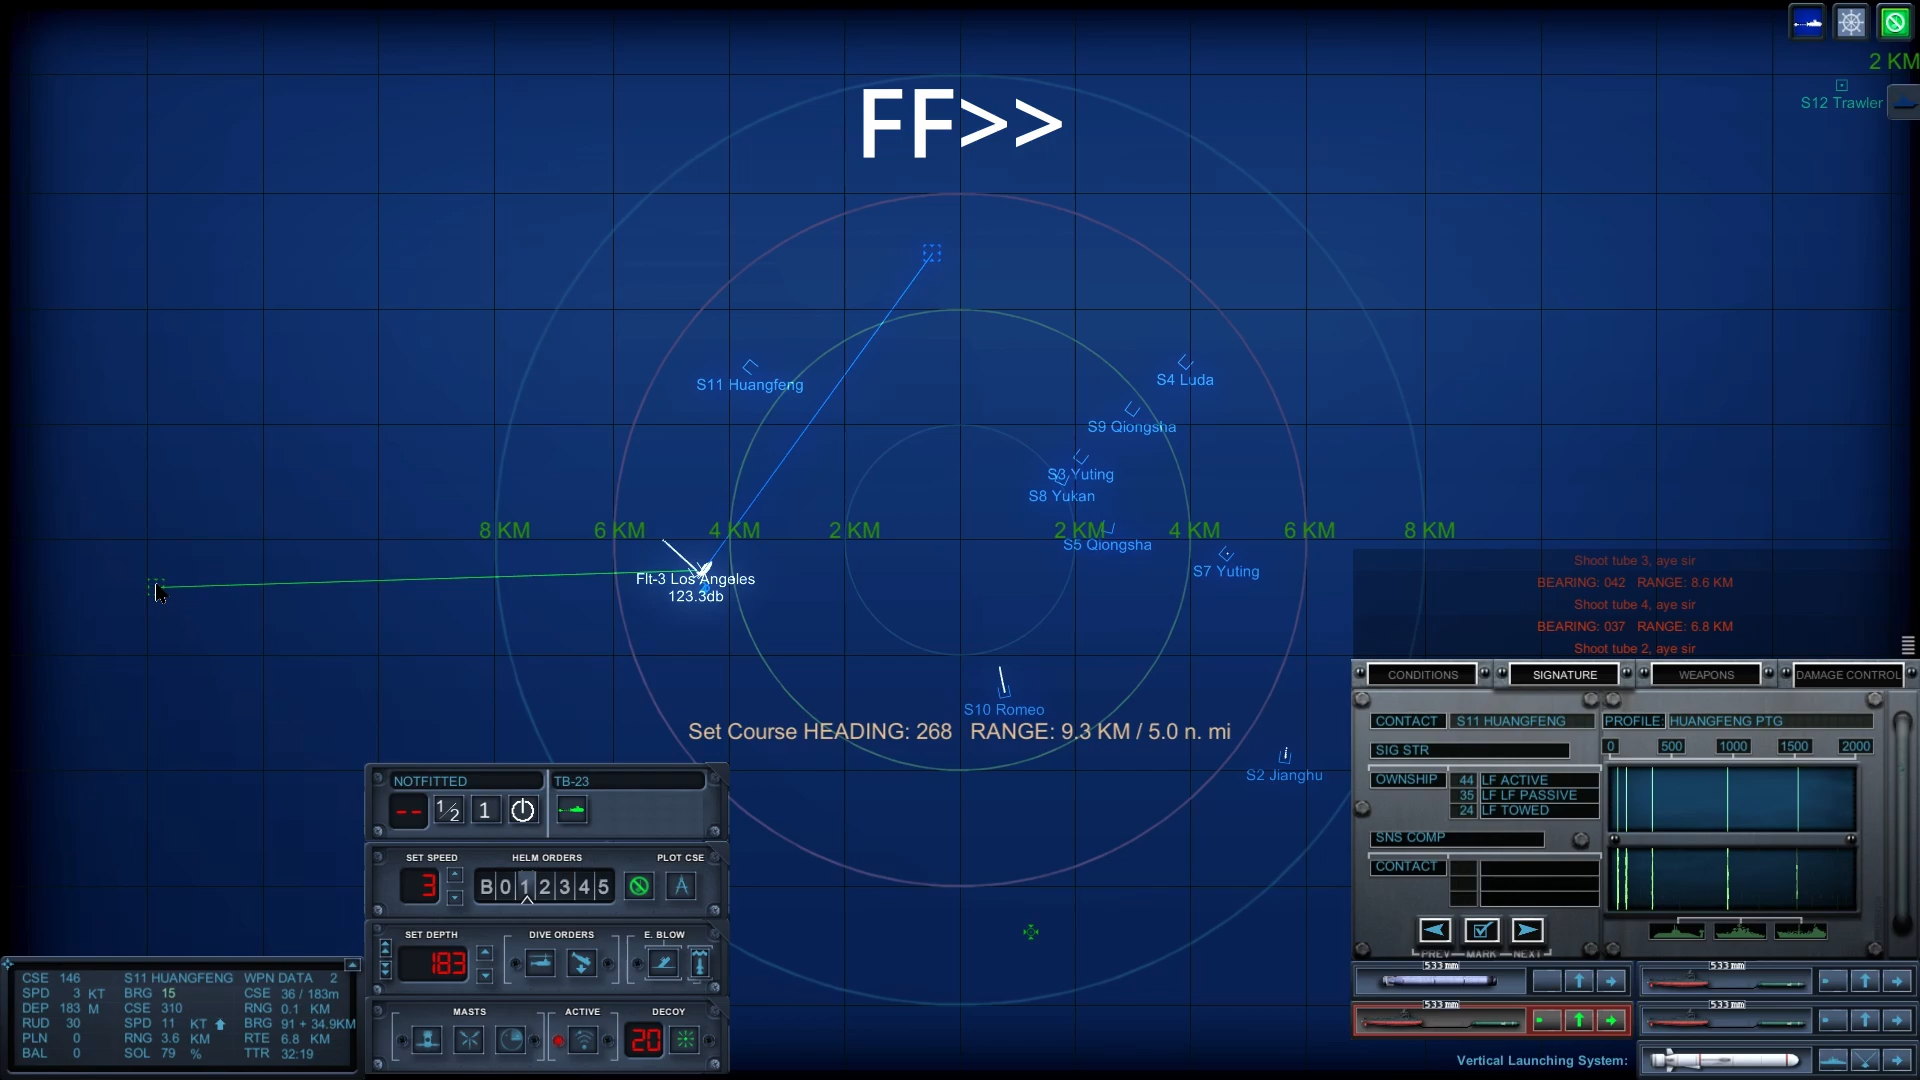 2 KM
S12 Trawler
FF>>
S11 Huangfeng
S4 Luda
S9 Qiongsha
S3 Yuting
S8 Yukan
8 KM 6 KM 4 KM 2 KM 2 KM 4 KM 6 KM 8 KM
S5 Qiongsha
S7 Yuting
Flt-3 Los Angeles
123.3db
S10 Romeo
Set Course HEADING: 268 RANGE: 9.3 KM / 5.0 n. mi
S2 Jianghu
Shoot tube 3, aye sir
BEARING: 042 RANGE: 8.6 KM
Shoot tube 4, aye sir
BEARING: 037 RANGE: 6.8 KM
Shoot tube 2, aye sir
CONDITIONS SIGNATURE WEAPONS DAMAGE CONTROL
CONTACT S11 HUANGFENG PROFILE: HUANGFENG PTG
0 500 1000 1500 2000
SIG STR
OWNSHIP 44 LF ACTIVE
35 LF LF PASSIVE
24 LF TOWED
SNS COMP
CONTACT
PREV MARK NEXT
533 mm 533 mm
533 mm 533 mm
Vertical Launching System:
NOTFITTED TB-23
-- 1/2 1
SET SPEED HELM ORDERS PLOT CSE
3 B 0 1 2 3 4 5
SET DEPTH DIVE ORDERS E. BLOW
183
MASTS ACTIVE DECOY
20
CSE 146 S11 HUANGFENG WPN DATA 2
SPD 3 KT BRG 15 CSE 36 / 183m
DEP 183 M CSE 310 RNG 0.1 KM
RUD 30 SPD 11 KT BRG 91 + 34.9KM
PLN 0 RNG 3.6 KM RTE 6.8 KM
BAL 0 SOL 79 % TTR 32:19